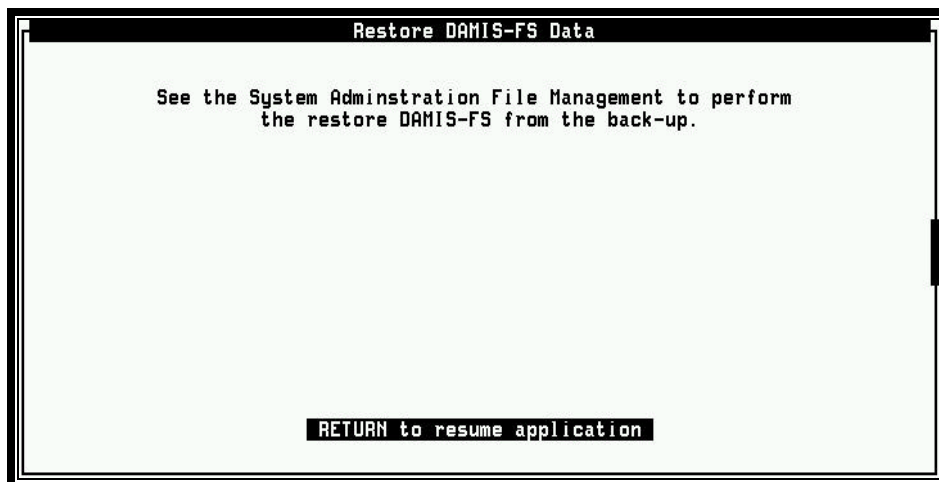 Restore DAMIS-FS Data
See the System Adminstration File Management to perform
the restore DAMIS-FS from the back-up.
RETURN to resume application